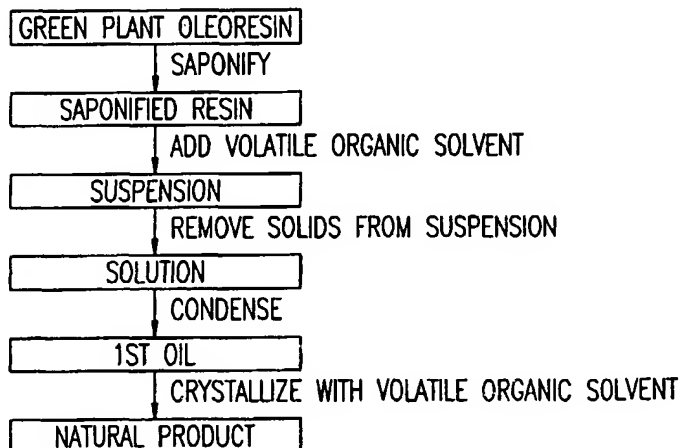 GREEN PLANT OLEORESIN
SAPONIFY
SAPONIFIED RESIN
ADD VOLATILE ORGANIC SOLVENT
SUSPENSION
REMOVE SOLIDS FROM SUSPENSION
SOLUTION
CONDENSE
1ST OIL
CRYSTALLIZE WITH VOLATILE ORGANIC SOLVENT
NATURAL PRODUCT